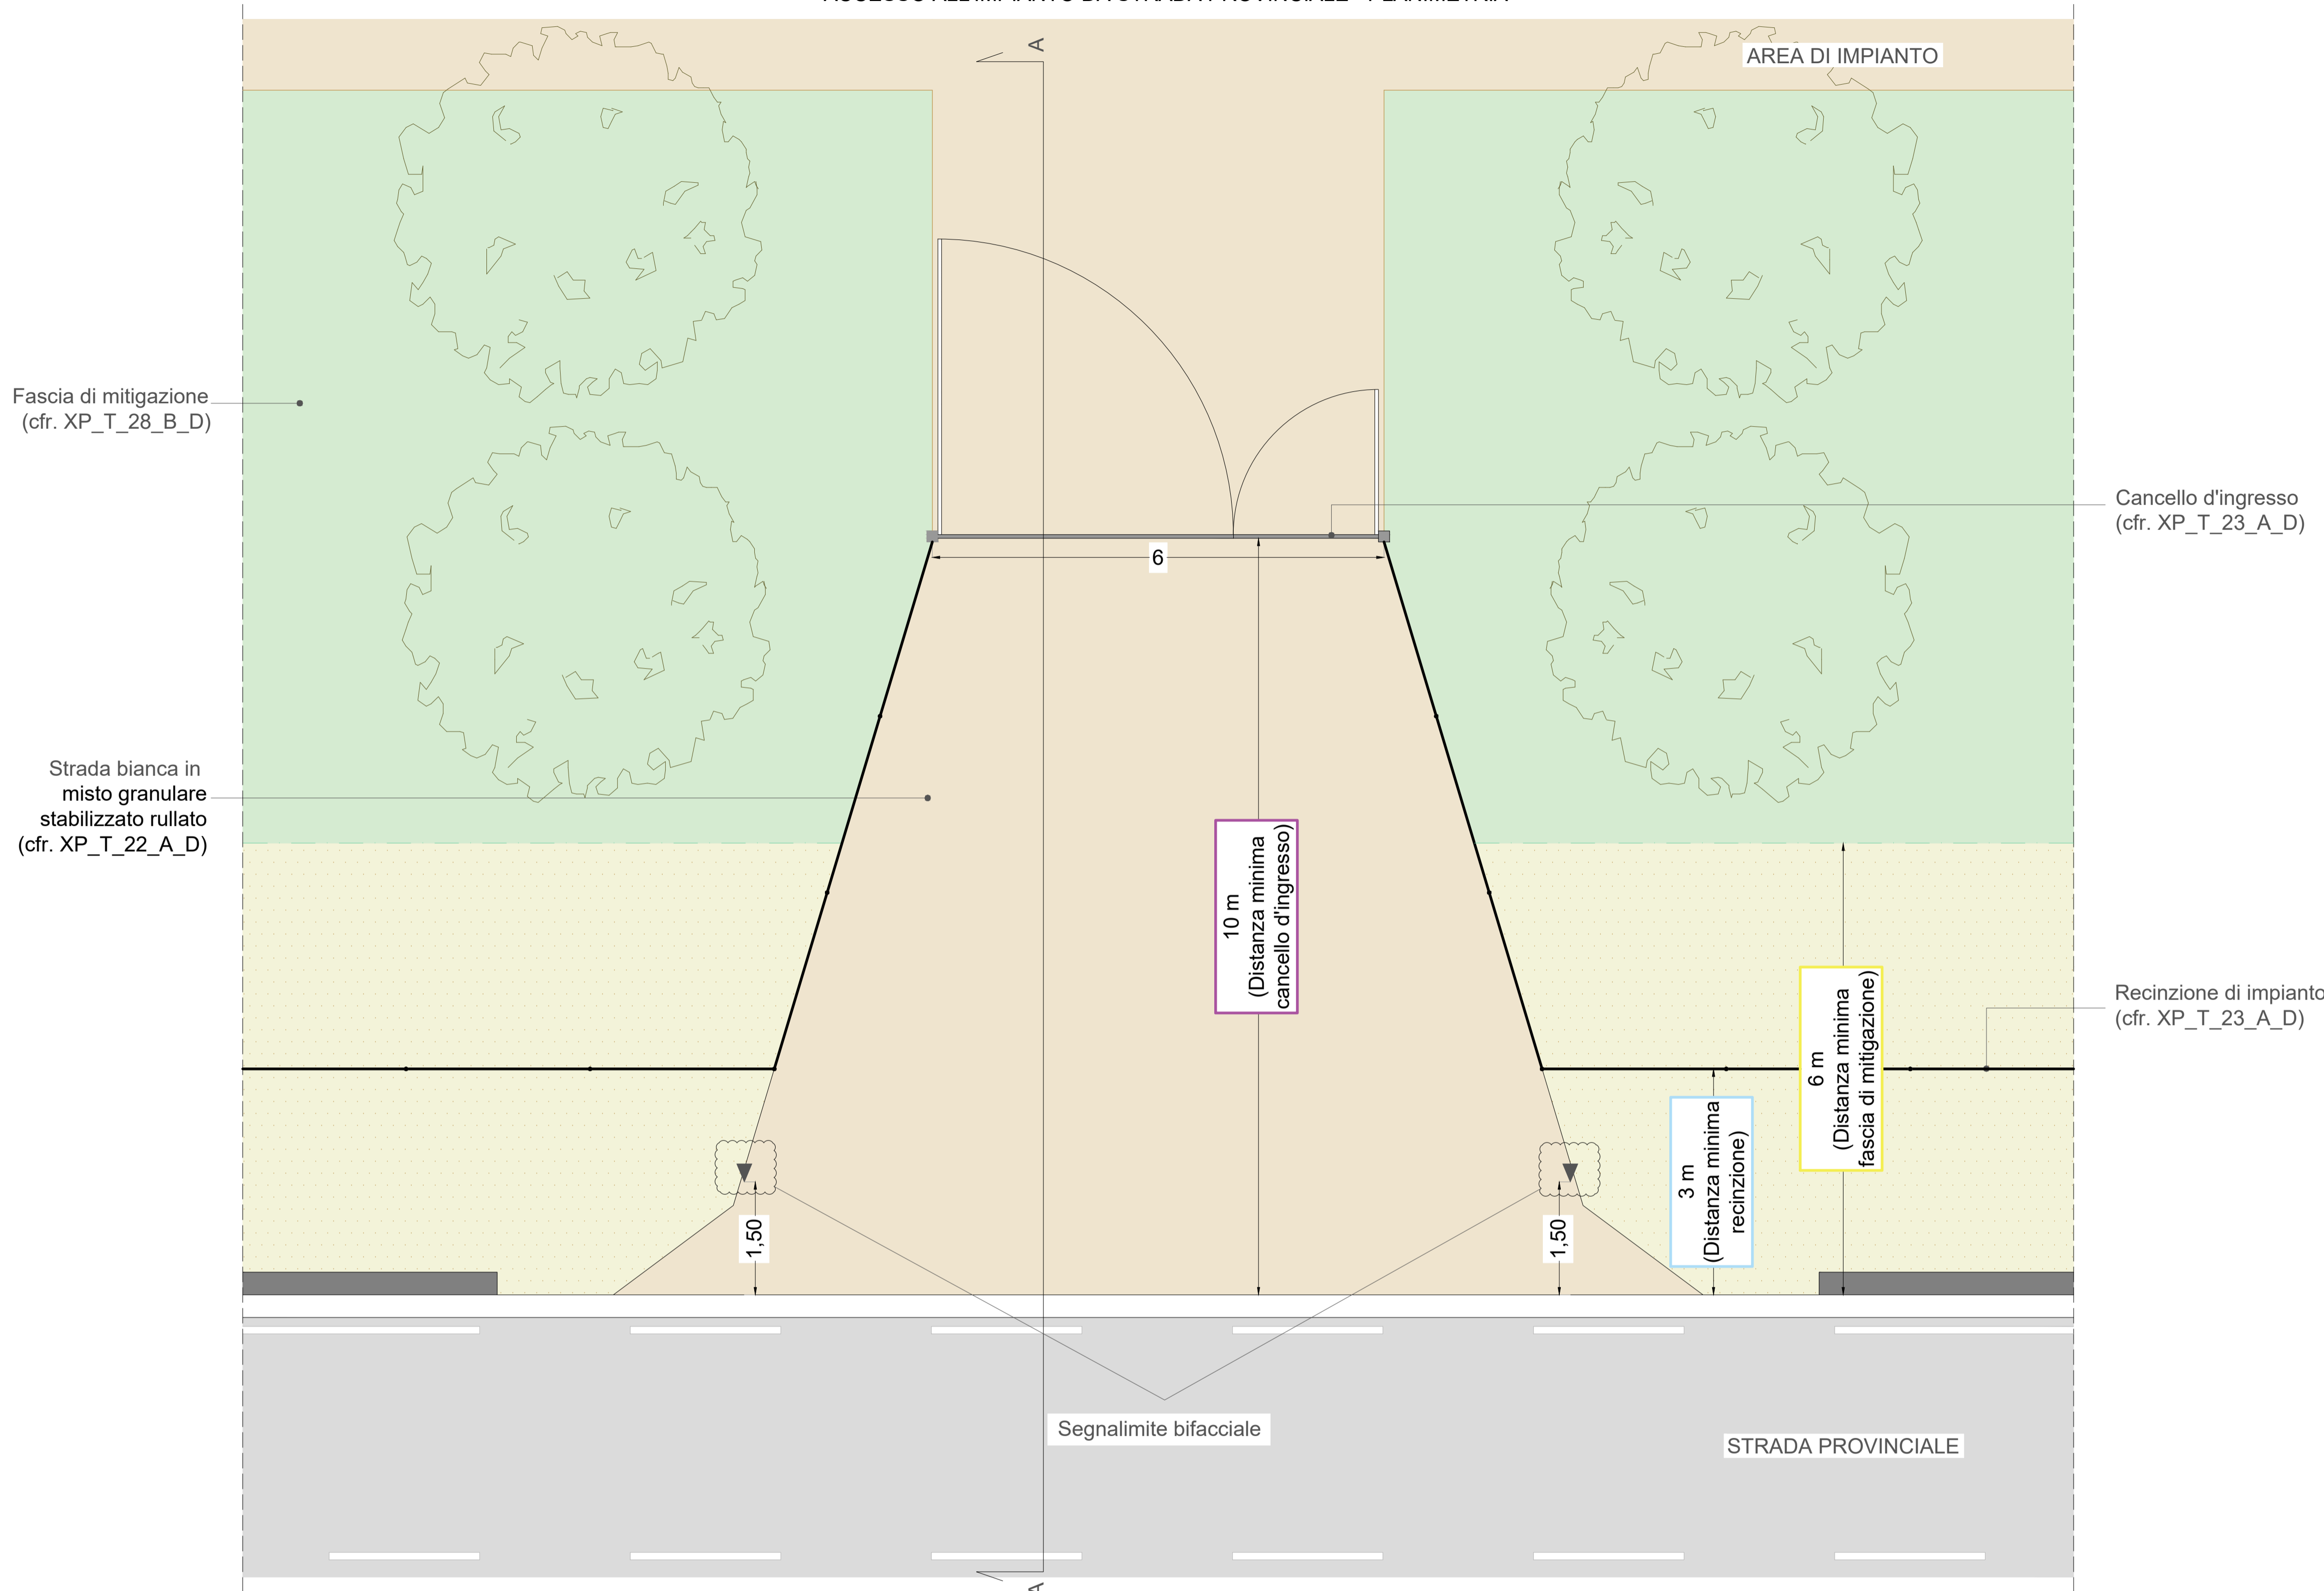 A
AREA DI IMPIANTO
Fascia di mitigazione
(cfr. XP_T_28_B_D)
Cancello d'ingresso
(cfr. XP_T_23_A_D)
6
Strada bianca in
misto granulare
stabilizzato rullato
(cfr. XP_T_22_A_D)
10 m
(Distanza minima
cancello d'ingresso)
6 m
(Distanza minima
fascia di mitigazione)
Recinzione di impianto
(cfr. XP_T_23_A_D)
3 m
(Distanza minima
recinzione)
1,50
1,50
Segnalimite bifacciale
STRADA PROVINCIALE
A